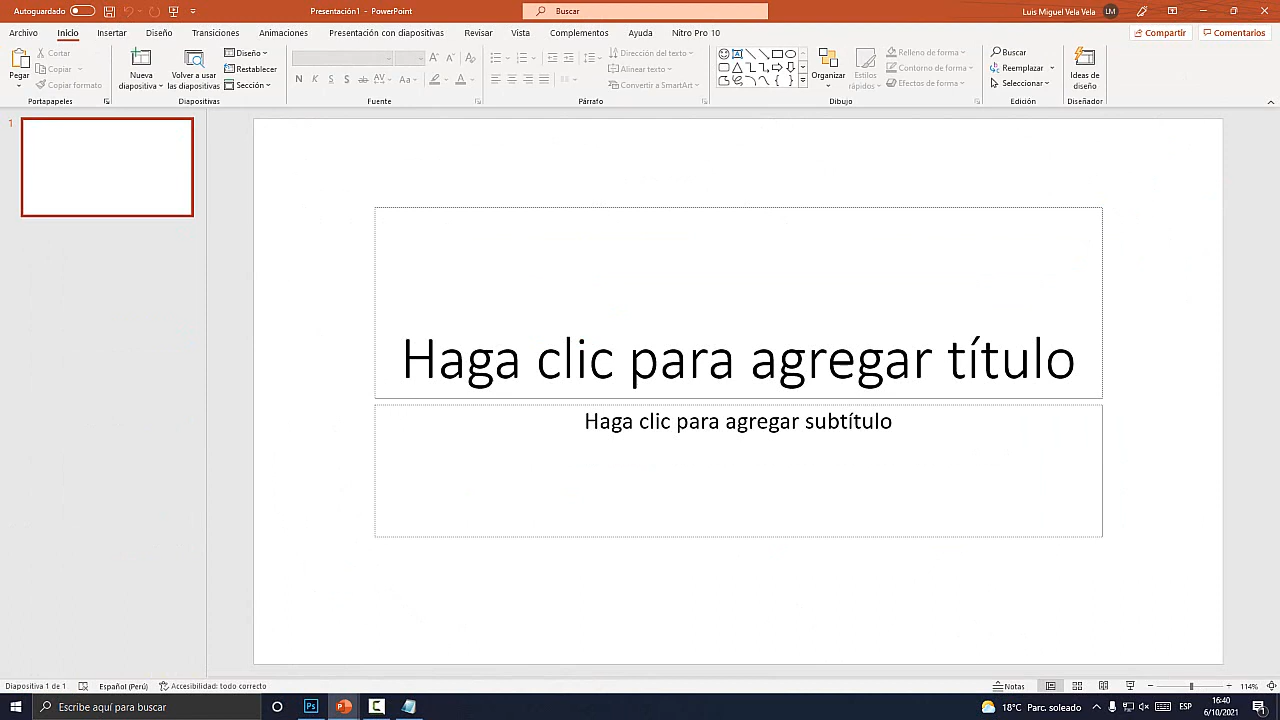 Autoguardado
Presentación1 - PowerPoint
Buscar
Luis Miguel Vela Vela
LM
Archivo Inicio Insertar Diseño Transiciones Animaciones Presentación con diapositivas Revisar Vista Complementos Ayuda Nitro Pro 10
Compartir Comentarios
Pegar
Cortar
Copiar
Copiar formato
Portapapeles
Nueva diapositiva
Volver a usar las diapositivas
Diseño
Restablecer
Sección
Diapositivas
N K S S ab AV Aa A
A A A
Fuente
Dirección del texto
Alinear texto
Convertir a SmartArt
Párrafo
Organizar
Estilos rápidos
Relleno de forma
Contorno de forma
Efectos de forma
Dibujo
Buscar
Reemplazar
Seleccionar
Edición
Ideas de diseño
Diseñador
1
Haga clic para agregar título
Haga clic para agregar subtítulo
Diapositiva 1 de 1 Español (Perú) Accesibilidad: todo correcto
Notas
114%
Escribe aquí para buscar
Ps
P
C
18°C Parc. soleado
ESP
16:40
6/10/2021
1